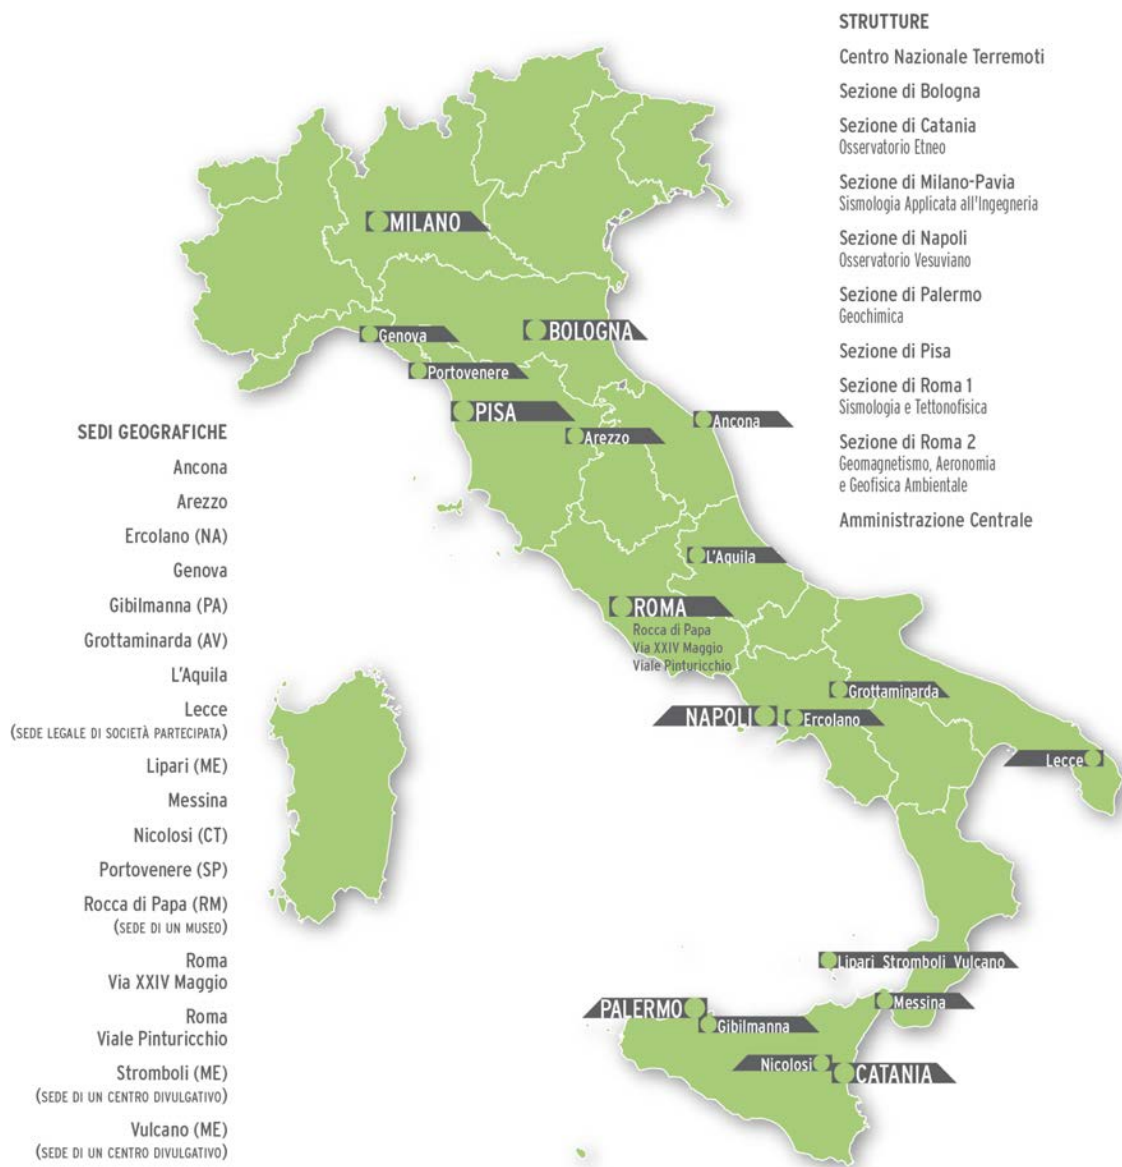 STRUTTURE
Centro Nazionale Terremoti
Sezione di Bologna
Sezione di Catania
Osservatorio Etneo
Sezione di Milano-Pavia
Sismologia Applicata all'Ingegneria
Sezione di Napoli
Osservatorio Vesuviano
Sezione di Palermo
Geochimica
Sezione di Pisa
Sezione di Roma 1
Sismologia e Tettonofisica
Sezione di Roma 2
Geomagnetismo, Aeronomia
e Geofisica Ambientale
Amministrazione Centrale
MILANO
Genova
BOLOGNA
Portovenere
PISA
Arezzo
Ancona
L'Aquila
ROMA
Rocca di Papa
Via XXIV Maggio
Viale Pinturicchio
Grottaminarda
NAPOLI
Ercolano
Lecce
Lipari Stromboli Vulcano
Messina
PALERMO
Gibilmanna
Nicolosi
CATANIA
SEDI GEOGRAFICHE
Ancona
Arezzo
Ercolano (NA)
Genova
Gibilmanna (PA)
Grottaminarda (AV)
L'Aquila
Lecce
(SEDE LEGALE DI SOCIETÀ PARTECIPATA)
Lipari (ME)
Messina
Nicolosi (CT)
Portovenere (SP)
Rocca di Papa (RM)
(SEDE DI UN MUSEO)
Roma
Via XXIV Maggio
Roma
Viale Pinturicchio
Stromboli (ME)
(SEDE DI UN CENTRO DIVULGATIVO)
Vulcano (ME)
(SEDE DI UN CENTRO DIVULGATIVO)